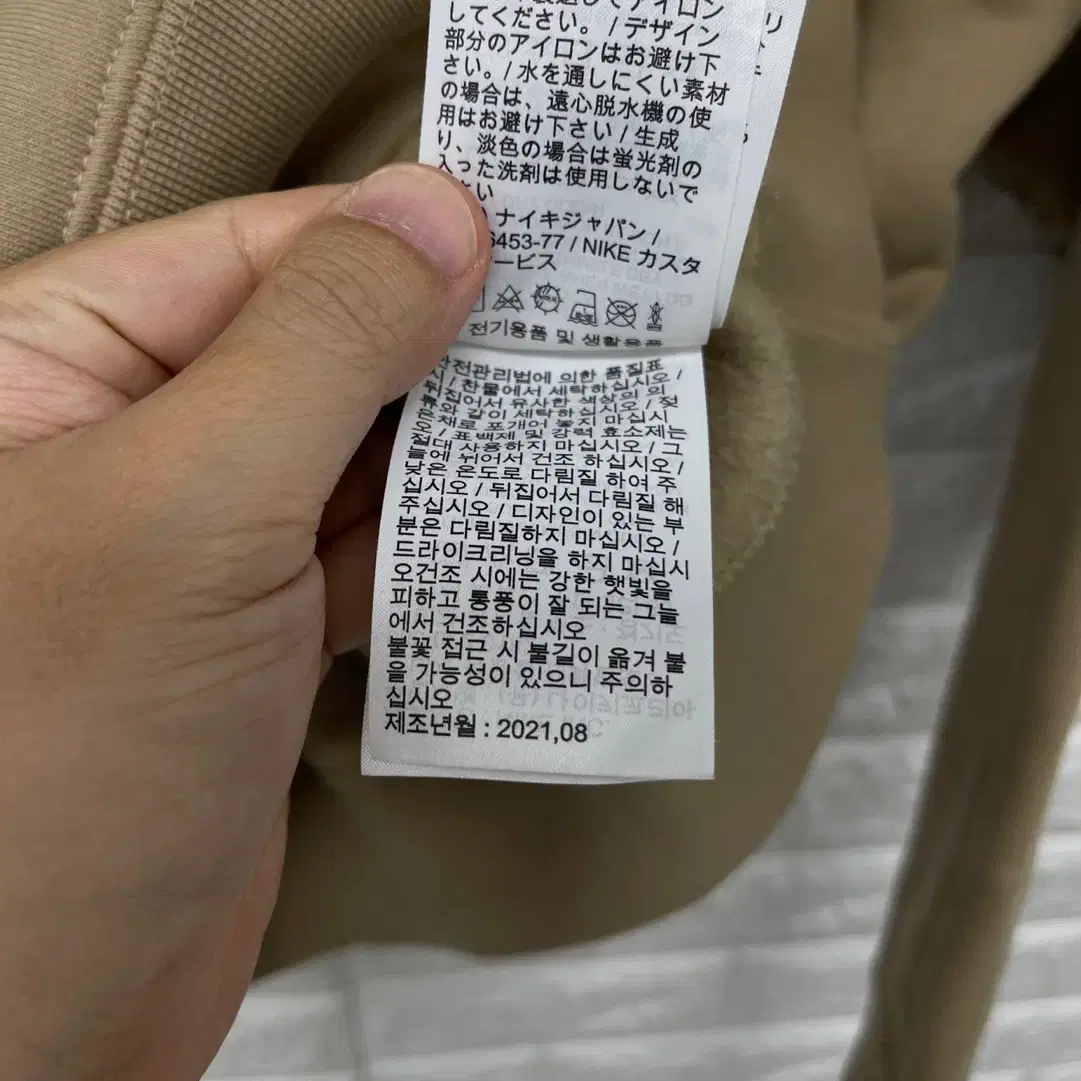 してください。/ デザイン
部分のアイロンはお避け下
さい。/ 水を通しにくい素材
の場合は、遠心脱水機の使
用はお避け下さい / 生成
り、淡色の場合は蛍光剤の
入った洗剤は使用しないで
さい
ナイキジャパン /
6453-77 / NIKE カスタ
ービス
전기용품 및 생활용품
안전관리법에 의한 품질표
시 / 찬물에서 세탁하십시오 /
뒤집어서 유사한 색상의 의
류와 같이 세탁하십시오 / 젖
은채로 포개어 놓지 마십시
오 / 표백제 및 강력 효소제는
절대 사용하지 마십시오 / 그
늘에 뉘어서 건조 하십시오 /
낮은 온도로 다림질 하여 주
십시오 / 뒤집어서 다림질 해
주십시오 / 디자인이 있는 부
분은 다림질하지 마십시오 /
드라이크리닝을 하지 마십시
오건조 시에는 강한 햇빛을
피하고 통풍이 잘 되는 그늘
에서 건조하십시오
불꽃 접근 시 불길이 옮겨 붙
을 가능성이 있으니 주의하
십시오
제조년월 : 2021,08